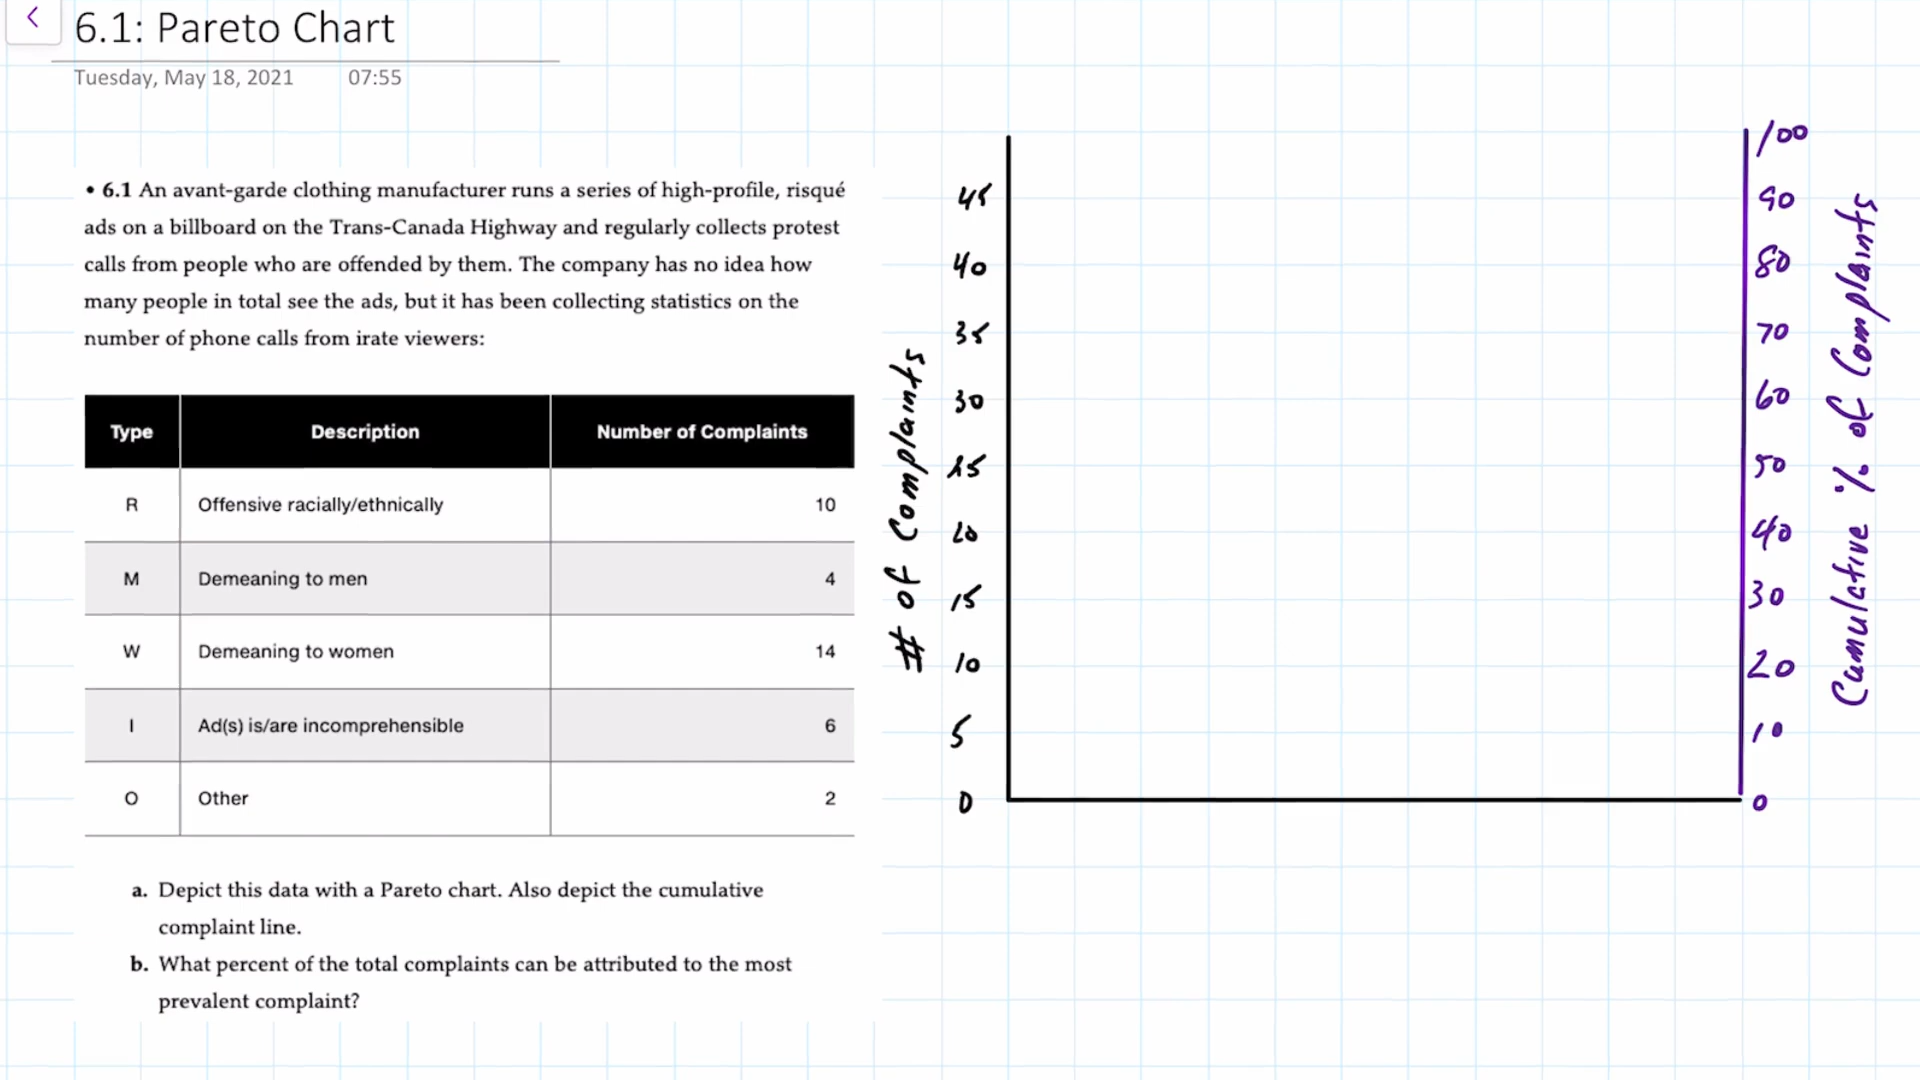 6.1: Pareto Chart
Tuesday, May 18, 2021 07:55
• 6.1 An avant-garde clothing manufacturer runs a series of high-profile, risqué
ads on a billboard on the Trans-Canada Highway and regularly collects protest
calls from people who are offended by them. The company has no idea how
many people in total see the ads, but it has been collecting statistics on the
number of phone calls from irate viewers:
Type Description Number of Complaints
R Offensive racially/ethnically 10
M Demeaning to men 4
W Demeaning to women 14
I Ad(s) is/are incomprehensible 6
O Other 2
a. Depict this data with a Pareto chart. Also depict the cumulative
complaint line.
b. What percent of the total complaints can be attributed to the most
prevalent complaint?
# of Complaints
45
40
35
30
25
20
15
10
5
0
100
90
80
70
60
50
40
30
20
10
0
Cumulative % of Complaints